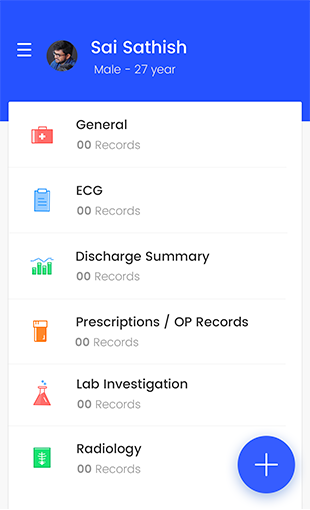 Sai Sathish
Male - 27 year
General
00 Records
ECG
00 Records
Discharge Summary
00 Records
Prescriptions / OP Records
00 Records
Lab Investigation
00 Records
Radiology
00 Records